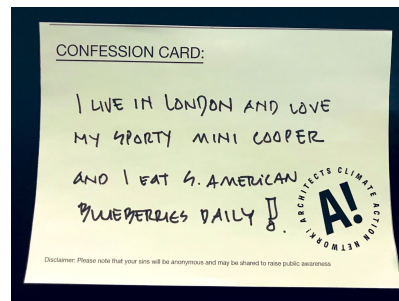 CONFESSION CARD:
I LIVE IN LONDON AND LOVE
MY SPORTY MINI COOPER
AND I EAT S. AMERICAN
BLUEBERRIES DAILY !
A!
ARCHITECTS CLIMATE ACTION NETWORK!
Disclaimer: Please note that your sins will be anonymous and may be shared to raise public awareness